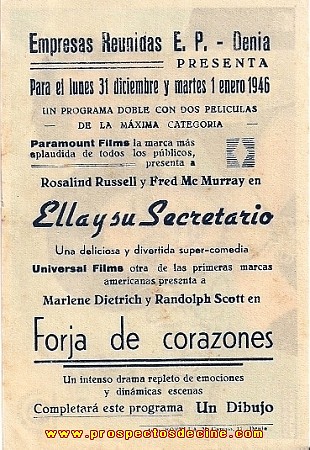 Empresas Reunidas E. P. - Denia
PRESENTA
Para el lunes 31 diciembre y martes 1 enero 1946
UN PROGRAMA DOBLE CON DOS PELICULAS
— DE LA MÁXIMA CATEGORIA —
Paramount Films la marca más
aplaudida de todos los públicos,
presenta a
Rosalind Russell y Fred Mc Murray en
Ella y su Secretario
Una deliciosa y divertida super-comedia
Universal Films otra de las primeras marcas
americanas presenta a
Marlene Dietrich y Randolph Scott en
Forja de corazones
Un intenso drama repleto de emociones
y dinámicas escenas
Completará este programa Un Dibujo
www.prospectosdecine.com